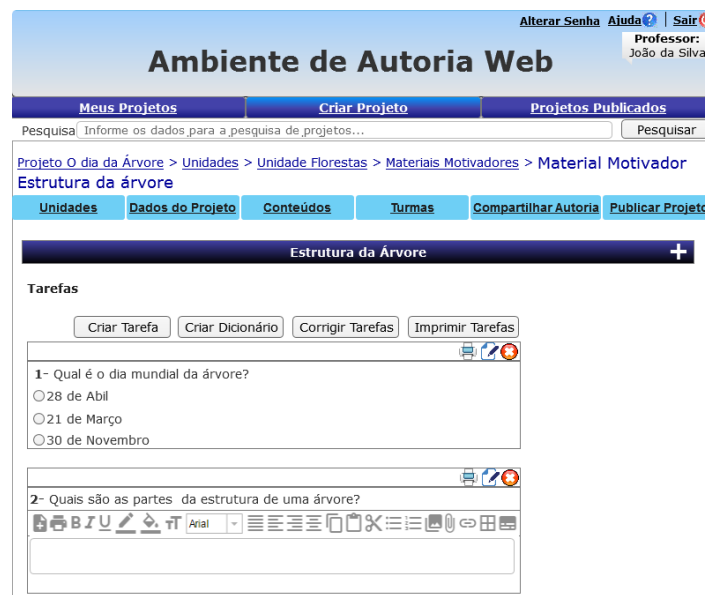 Alterar Senha Ajuda? | Sair
Professor:
João da Silva
Ambiente de Autoria Web
Meus Projetos Criar Projeto Projetos Publicados
Pesquisa Informe os dados para a pesquisa de projetos... Pesquisar
Projeto O dia da Árvore > Unidades > Unidade Florestas > Materiais Motivadores > Material Motivador
Estrutura da árvore
Unidades Dados do Projeto Conteúdos Turmas Compartilhar Autoria Publicar Projeto
Estrutura da Árvore +
Tarefas
Criar Tarefa Criar Dicionário Corrigir Tarefas Imprimir Tarefas
1- Qual é o dia mundial da árvore?
28 de Abil
21 de Março
30 de Novembro
2- Quais são as partes da estrutura de uma árvore?
B I U TT Arial